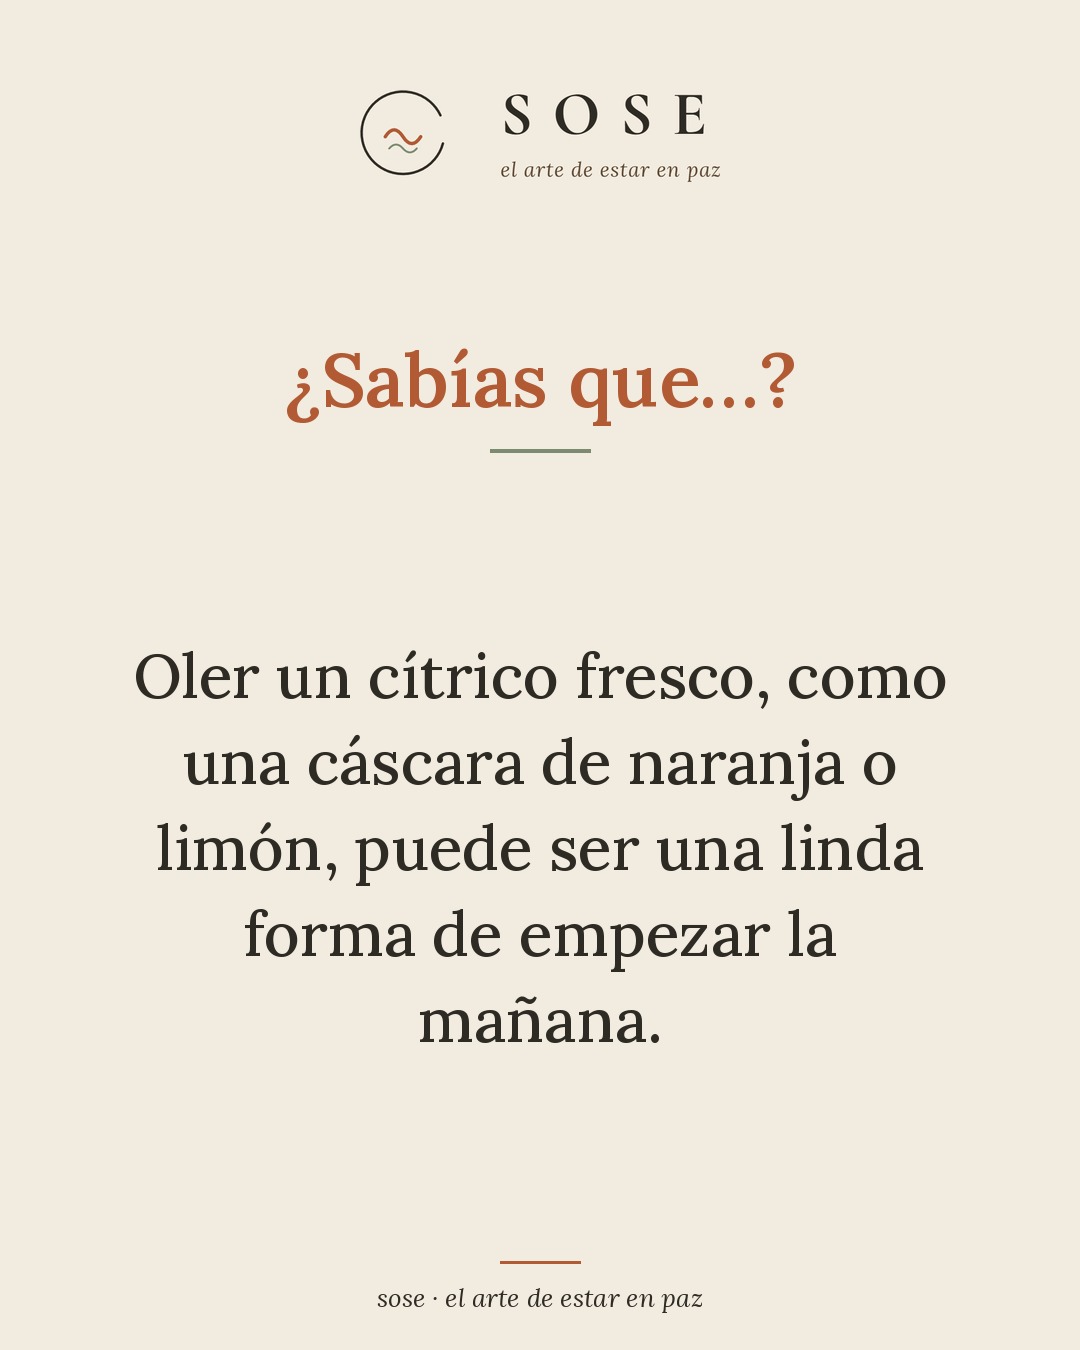 SOSE
el arte de estar en paz
¿Sabías que...?
Oler un cítrico fresco, como
una cáscara de naranja o
limón, puede ser una linda
forma de empezar la
mañana.
sose · el arte de estar en paz